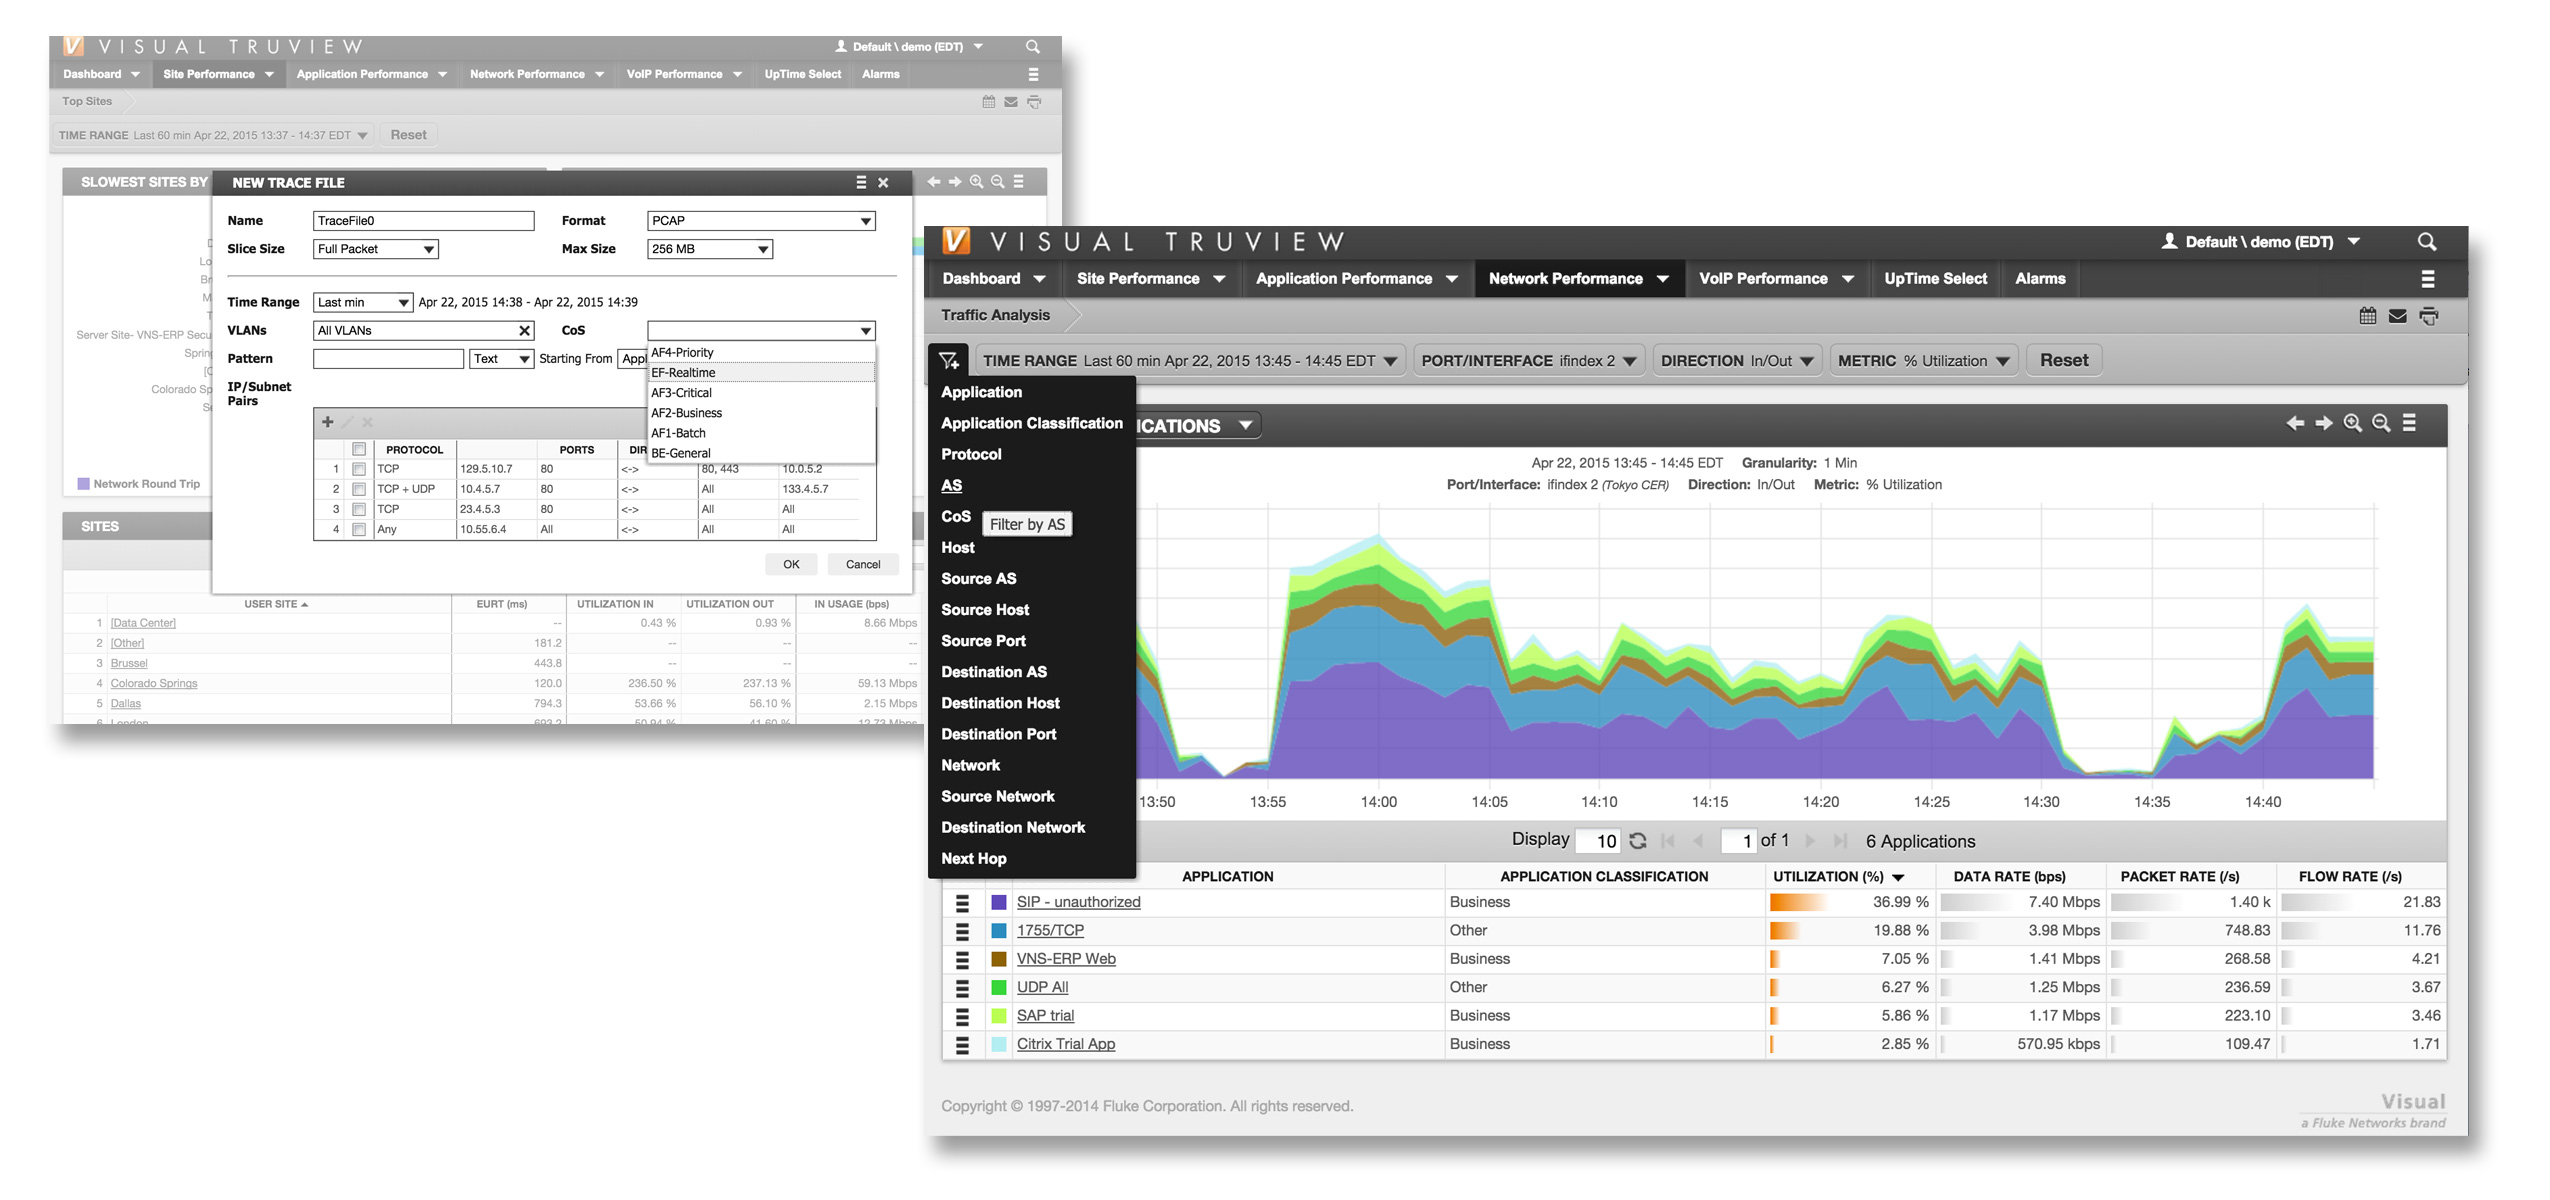 VISUAL TRUVIEW
Default \ demo (EDT)
Dashboard Site Performance Application Performance Network Performance VoIP Performance UpTime Select Alarms
Top Sites
TIME RANGE Last 60 min Apr 22, 2015 13:37 - 14:37 EDT Reset
SLOWEST SITES BY
Server Site- VNS-ERP Secu
Spring
Colorado Sp
Network Round Trip
NEW TRACE FILE
Name TraceFile0 Format PCAP
Slice Size Full Packet Max Size 256 MB
Time Range Last min Apr 22, 2015 14:38 - Apr 22, 2015 14:39
VLANs All VLANs CoS
Pattern Text Starting From Appl
AF4-Priority
EF-Realtime
AF3-Critical
AF2-Business
AF1-Batch
BE-General
IP/Subnet
Pairs
PROTOCOL PORTS DIR
1 TCP 129.5.10.7 80 <-> 80, 443 10.0.5.2
2 TCP + UDP 10.4.5.7 80 <-> All 133.4.5.7
3 TCP 23.4.5.3 80 <-> All All
4 Any 10.55.6.4 All <-> All All
OK Cancel
SITES
USER SITE EURT (ms) UTILIZATION IN UTILIZATION OUT IN USAGE (bps)
1 [Data Center] -- 0.43 % 0.93 % 8.66 Mbps
2 [Other] 181.2 -- -- --
3 Brussel 443.8 -- -- --
4 Colorado Springs 120.0 236.50 % 237.13 % 59.13 Mbps
5 Dallas 794.3 53.66 % 56.10 % 2.15 Mbps
6 London 693.2 50.94 % 41.60 % 12.73 Mbps
VISUAL TRUVIEW
Default \ demo (EDT)
Dashboard Site Performance Application Performance Network Performance VoIP Performance UpTime Select Alarms
Traffic Analysis
TIME RANGE Last 60 min Apr 22, 2015 13:45 - 14:45 EDT PORT/INTERFACE ifindex 2 DIRECTION In/Out METRIC % Utilization Reset
Application
Application Classification
Protocol
AS
CoS
Filter by AS
Host
Source AS
Source Host
Source Port
Destination AS
Destination Host
Destination Port
Network
Source Network
Destination Network
Next Hop
ICATIONS
Apr 22, 2015 13:45 - 14:45 EDT Granularity: 1 Min
Port/Interface: ifindex 2 (Tokyo CER) Direction: In/Out Metric: % Utilization
13:50 13:55 14:00 14:05 14:10 14:15 14:20 14:25 14:30 14:35 14:40
Display 10 1 of 1 6 Applications
APPLICATION APPLICATION CLASSIFICATION UTILIZATION (%) DATA RATE (bps) PACKET RATE (/s) FLOW RATE (/s)
SIP - unauthorized Business 36.99 % 7.40 Mbps 1.40 k 21.83
1755/TCP Other 19.88 % 3.98 Mbps 748.83 11.76
VNS-ERP Web Business 7.05 % 1.41 Mbps 268.58 4.21
UDP All Other 6.27 % 1.25 Mbps 236.59 3.67
SAP trial Business 5.86 % 1.17 Mbps 223.10 3.46
Citrix Trial App Business 2.85 % 570.95 kbps 109.47 1.71
Copyright © 1997-2014 Fluke Corporation. All rights reserved.
Visual
a Fluke Networks brand